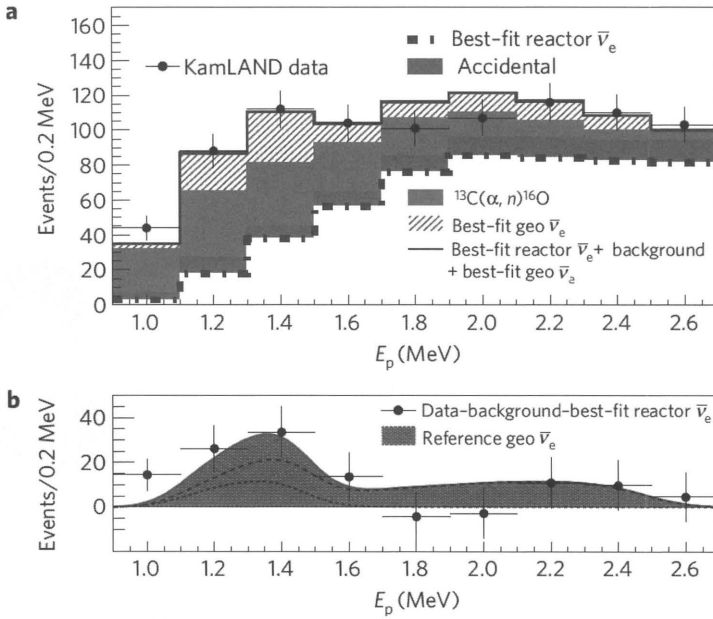 a
160
140
120
100
80
60
40
20
0
Events/0.2 MeV
KamLAND data
Best-fit reactor ν̅e
Accidental
¹³C(α, n)¹⁶O
Best-fit geo ν̅e
Best-fit reactor ν̅e+ background
+ best-fit geo ν̅e
1.0 1.2 1.4 1.6 1.8 2.0 2.2 2.4 2.6
Ep (MeV)
b
40
20
0
Events/0.2 MeV
Data-background-best-fit reactor ν̅e
Reference geo ν̅e
1.0 1.2 1.4 1.6 1.8 2.0 2.2 2.4 2.6
Ep (MeV)